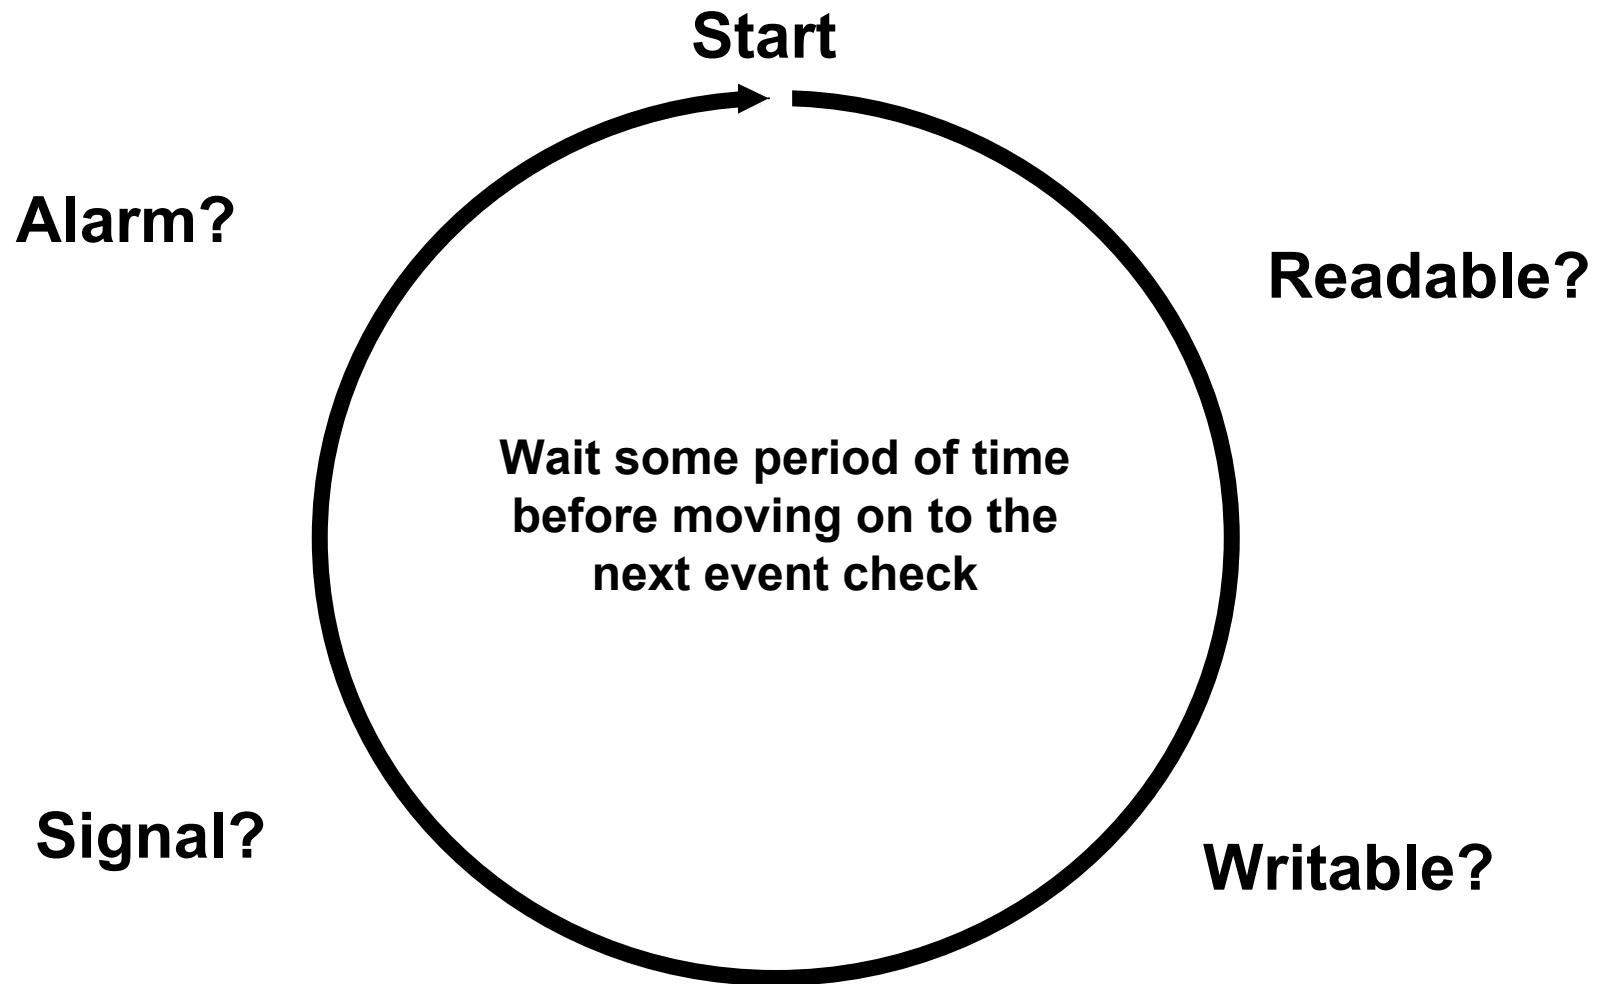 Start
Alarm?
Readable?
Wait some period of time
before moving on to the
next event check
Signal?
Writable?